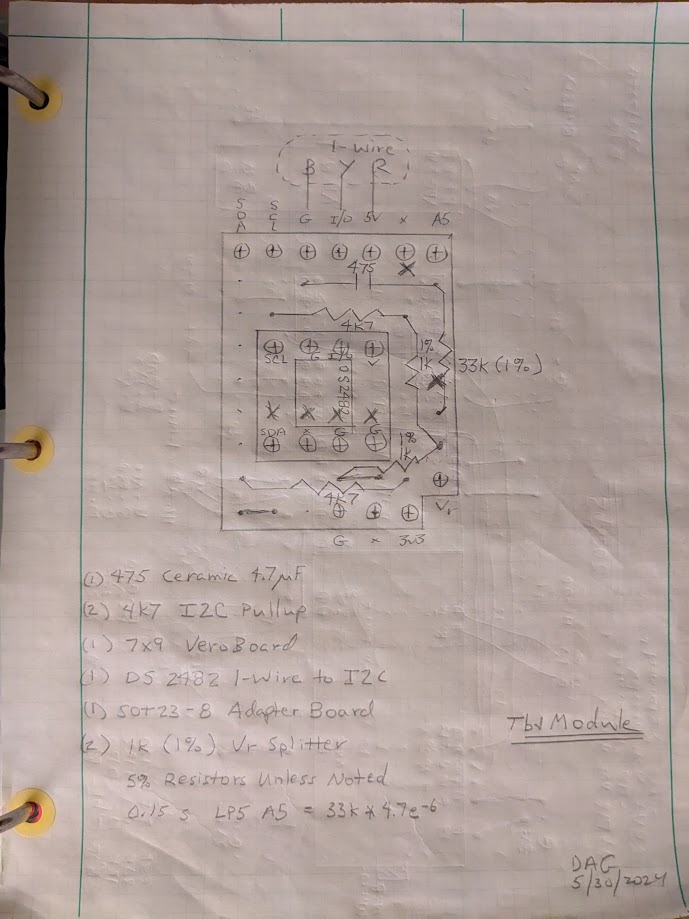 1-Wire
B Y R
SDA SCL G I/O 5V x A5
475
4K7
1% 1K 33K (1%)
SCL G I/O V
DS2482
SDA x G G
1% 1K
4K7
Vr
G x 3V3
(1) 475 Ceramic 4.7µF
(2) 4K7 I2C Pullup
(1) 7x9 VeroBoard
(1) DS 2482 1-Wire to I2C
(1) SOT23-8 Adapter Board
(2) 1K (1%) Vr Splitter
5% Resistors Unless Noted
0.15 s LPS A5 = 33K * 4.7e-6
Module
DAG
5/30/2024